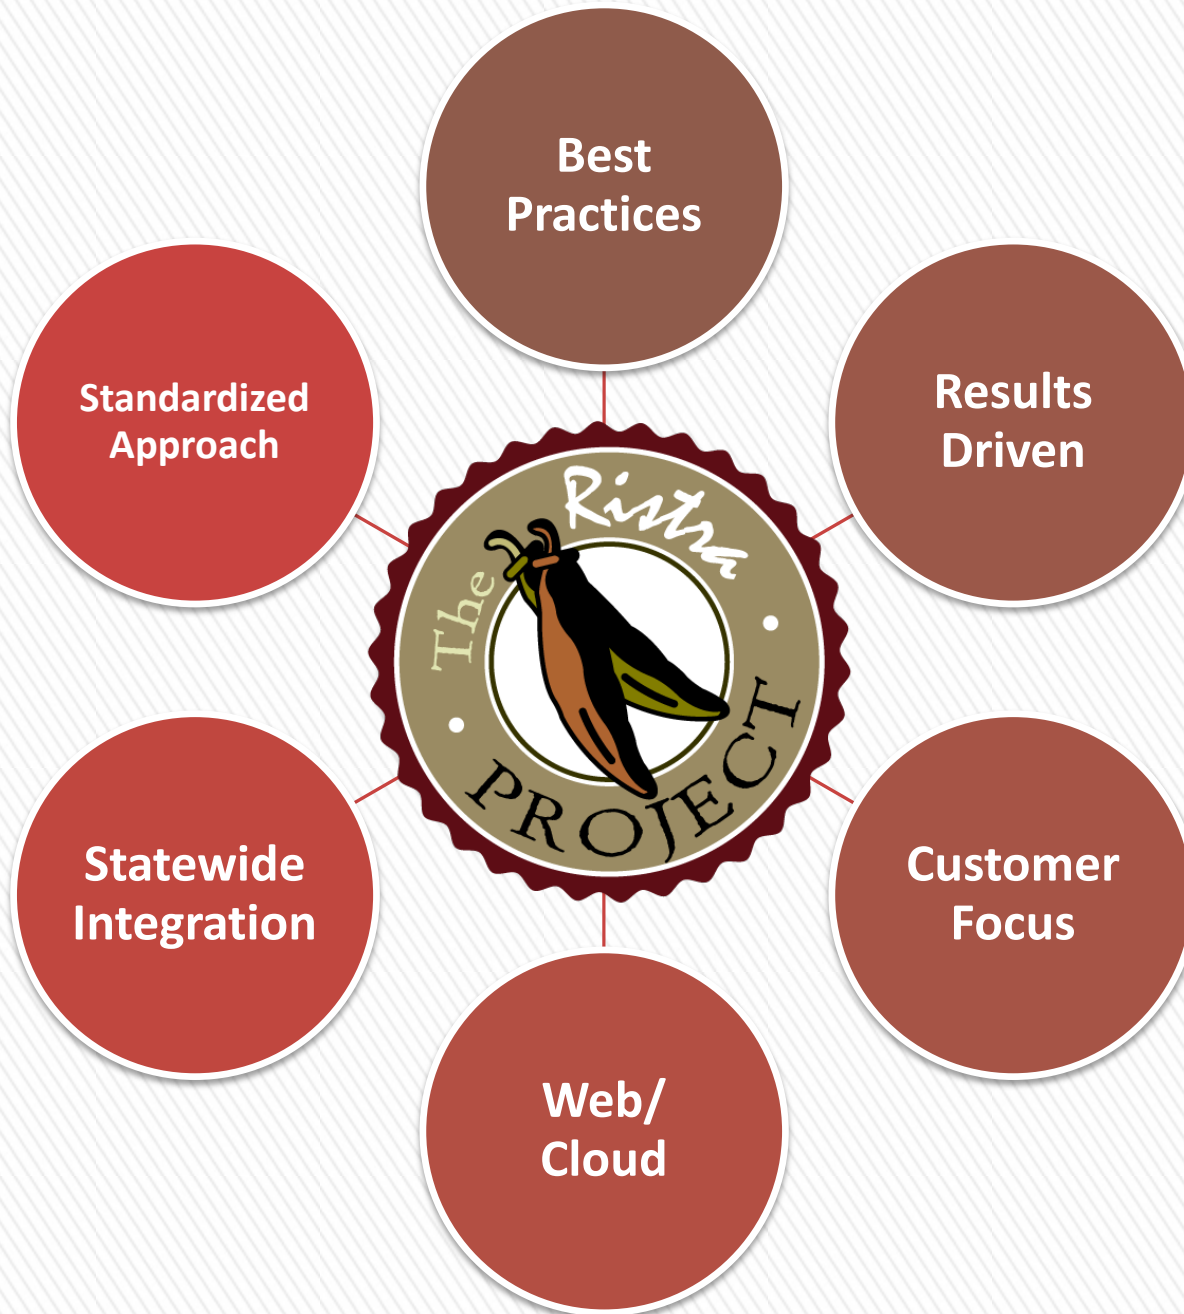 Best
Practices
Results
Driven
Customer
Focus
Web/
Cloud
Statewide
Integration
Standardized
Approach
The Ristra
PROJECT